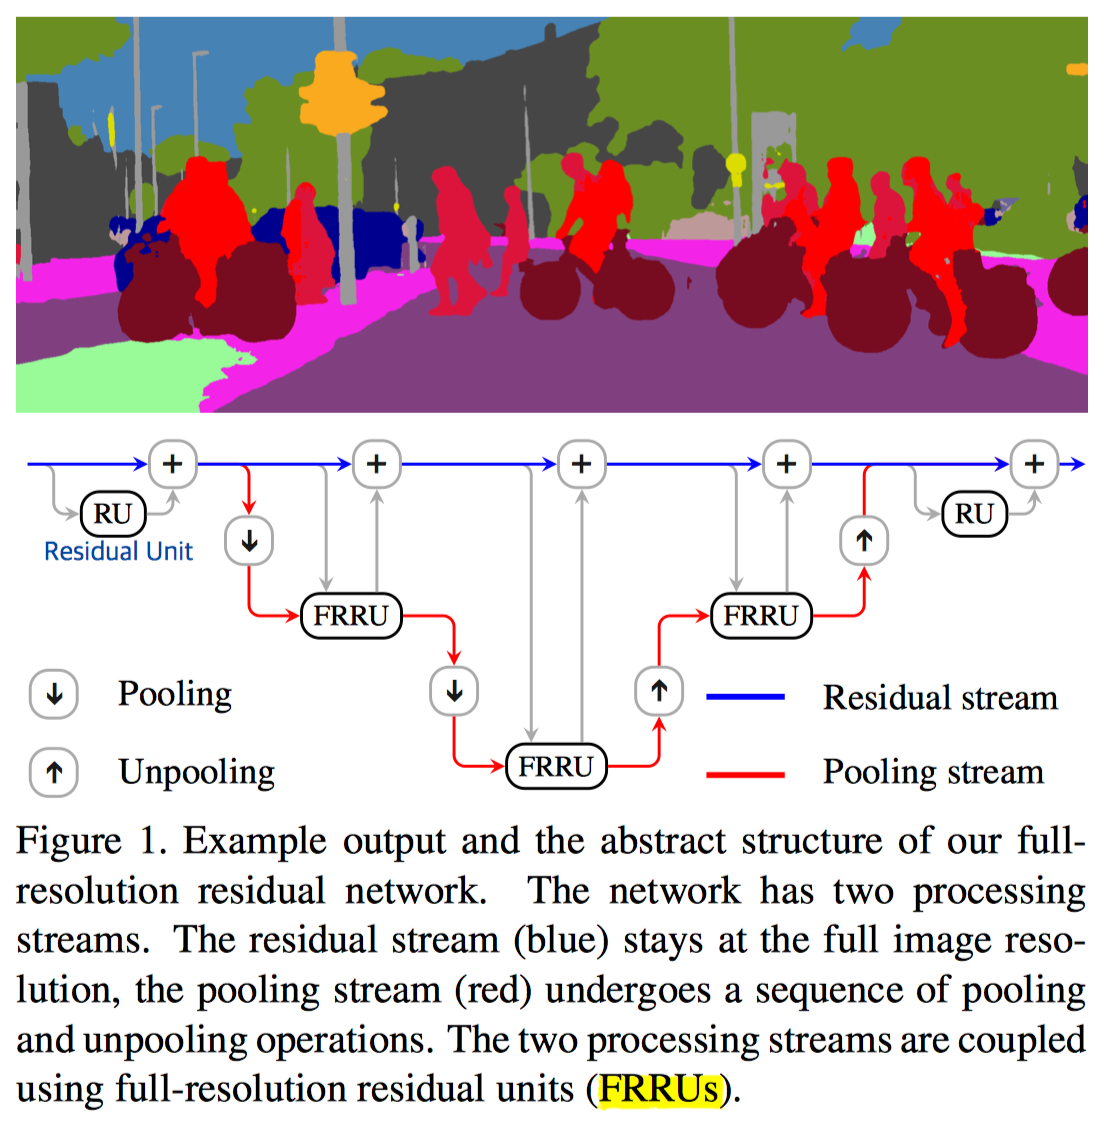 +
+
+
+
+
RU
RU
Residual Unit
FRRU
FRRU
Pooling
Residual stream
FRRU
Unpooling
Pooling stream
Figure 1. Example output and the abstract structure of our full-
resolution residual network. The network has two processing
streams. The residual stream (blue) stays at the full image reso-
lution, the pooling stream (red) undergoes a sequence of pooling
and unpooling operations. The two processing streams are coupled
using full-resolution residual units (FRRUs).